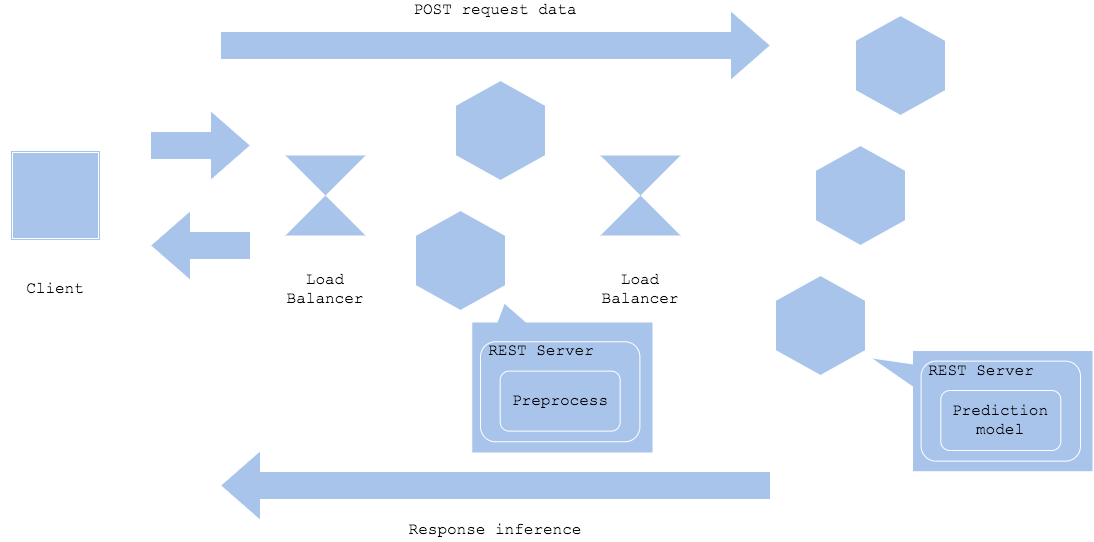 POST request data
Client
Load
Balancer
Load
Balancer
REST Server
Preprocess
REST Server
Prediction
model
Response inference